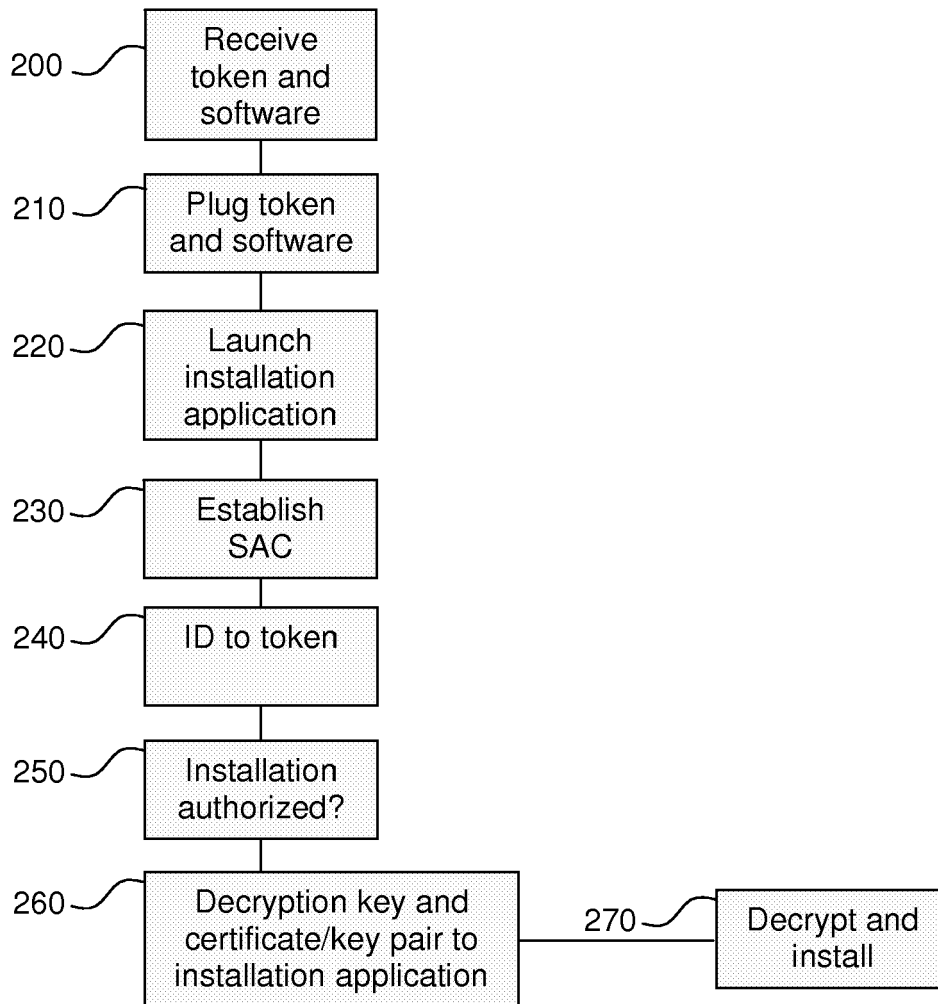 200
Receive
token and
software
210
Plug token
and software
220
Launch
installation
application
230
Establish
SAC
240
ID to token
250
Installation
authorized?
260
Decryption key and
certificate/key pair to
installation application
270
Decrypt and
install